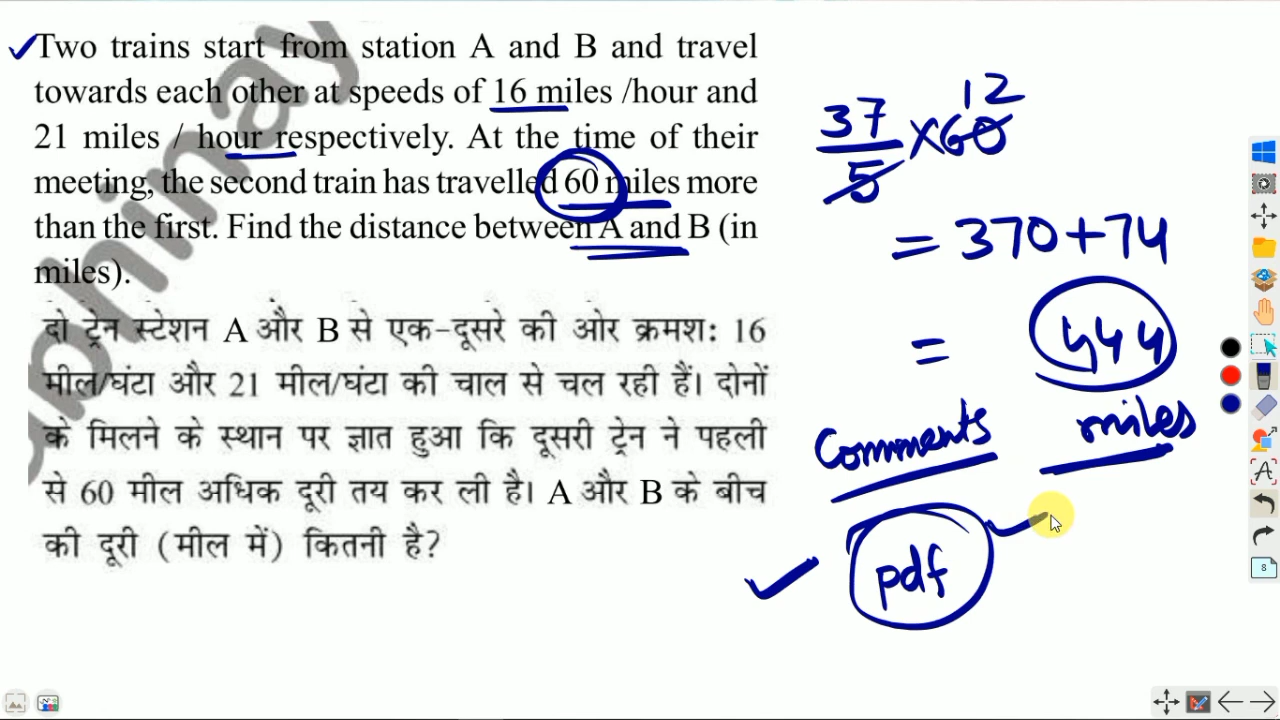 Two trains start from station A and B and travel
towards each other at speeds of 16 miles /hour and
21 miles / hour respectively. At the time of their
meeting, the second train has travelled 60 miles more
than the first. Find the distance between A and B (in
miles).
दो ट्रेन स्टेशन A और B से एक-दूसरे की ओर क्रमशः 16
मील/घंटा और 21 मील/घंटा की चाल से चल रही हैं। दोनों
के मिलने के स्थान पर ज्ञात हुआ कि दूसरी ट्रेन ने पहली
से 60 मील अधिक दूरी तय कर ली है। A और B के बीच
की दूरी (मील में) कितनी है?
12
37
×60
5
= 370+74
= 444
miles
Comments
pdf
8